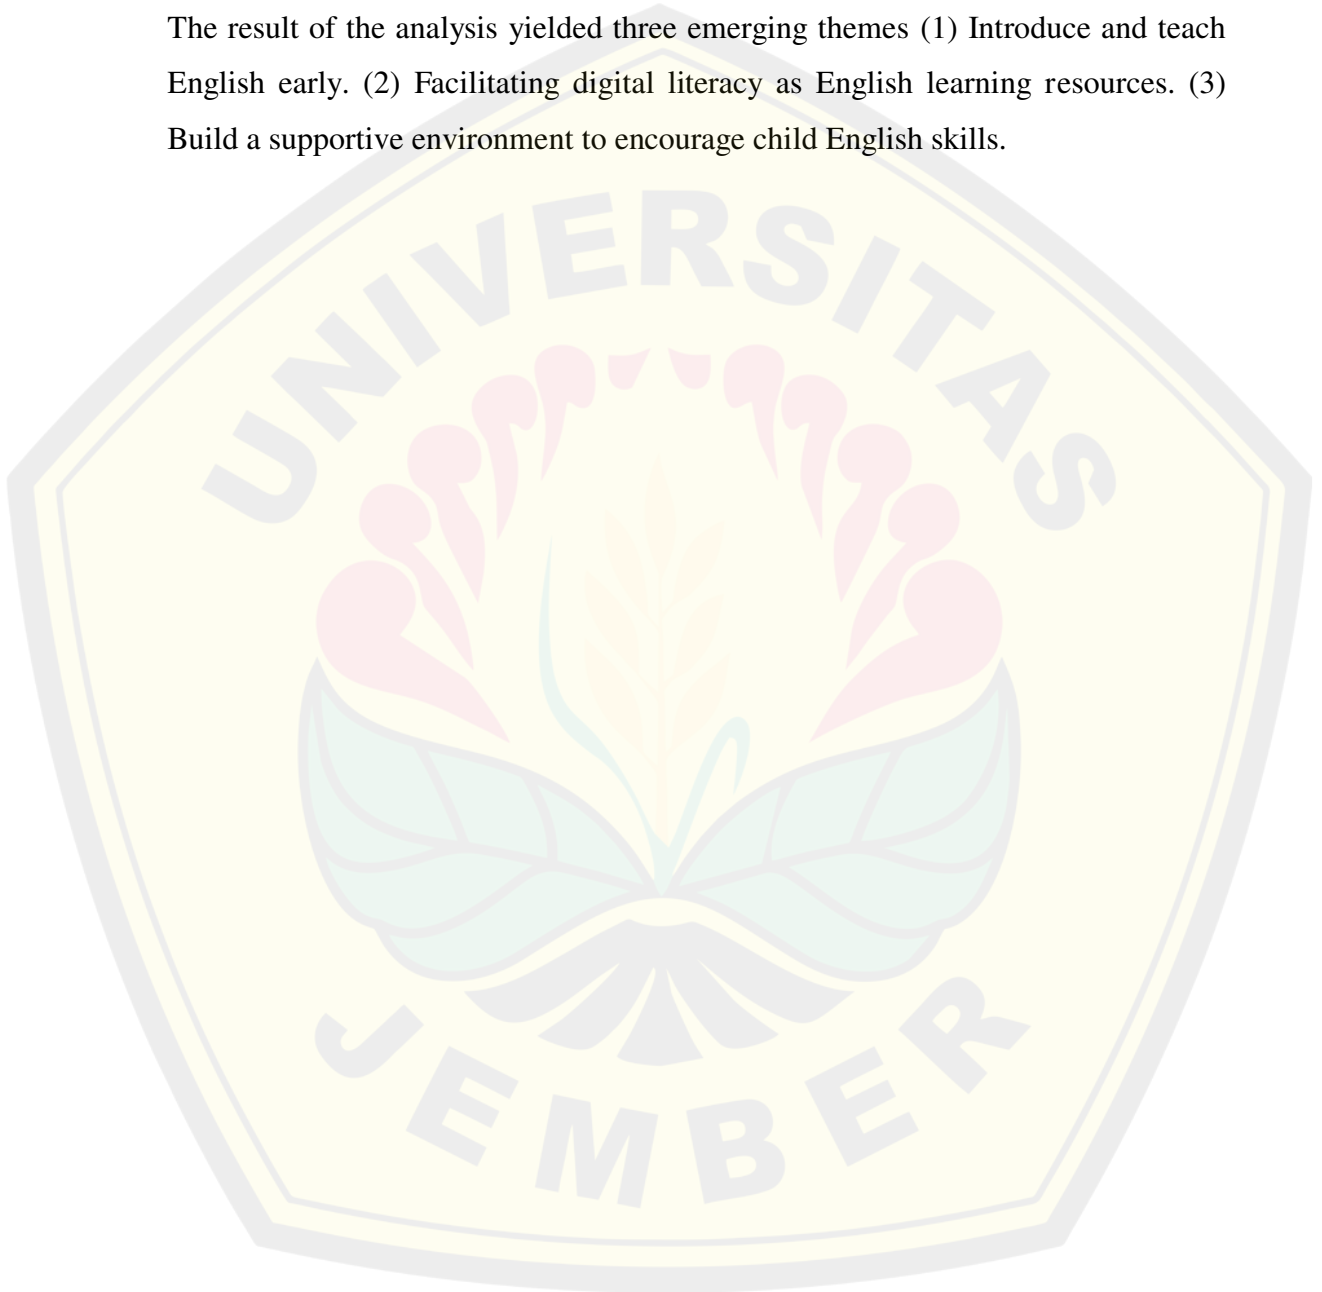 The result of the analysis yielded three emerging themes (1) Introduce and teach
English early. (2) Facilitating digital literacy as English learning resources. (3)
Build a supportive environment to encourage child English skills.
UNIVERSITAS
JEMBER